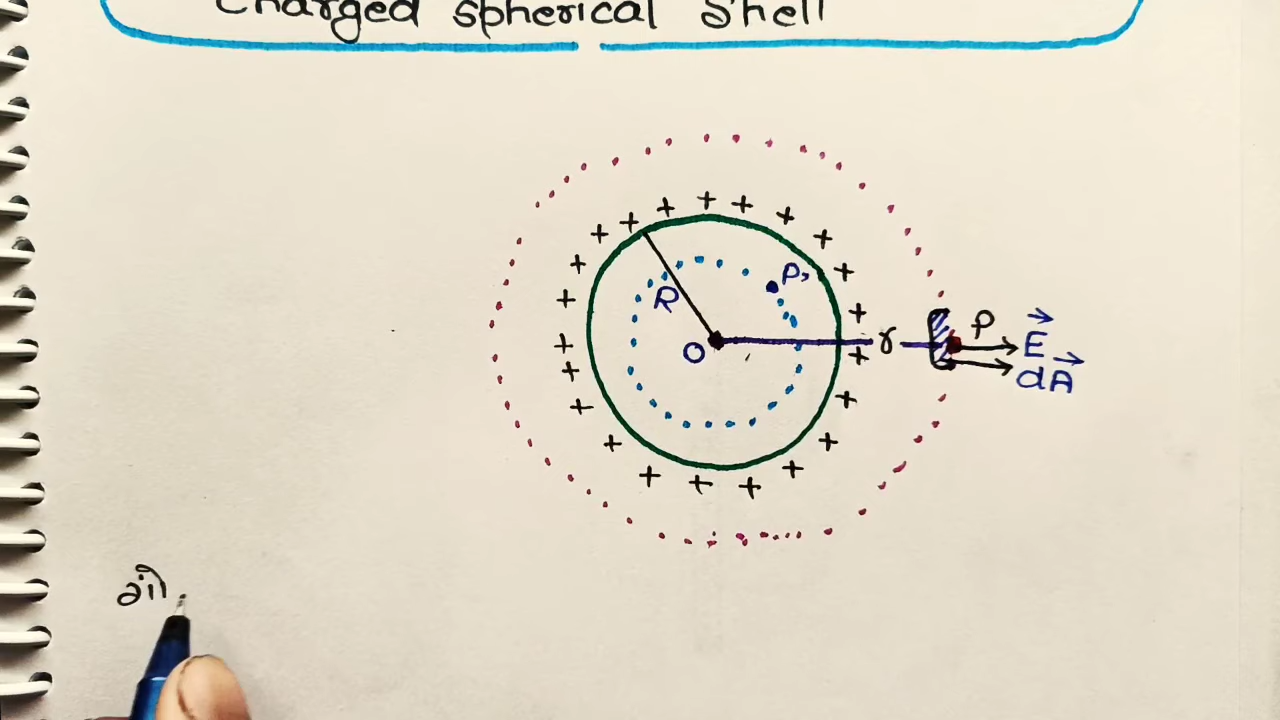 Charged spherical shell
+ + + + + + + + + + + + + + + + + + + + + + + +
P,
R
O
r
P
E
dA